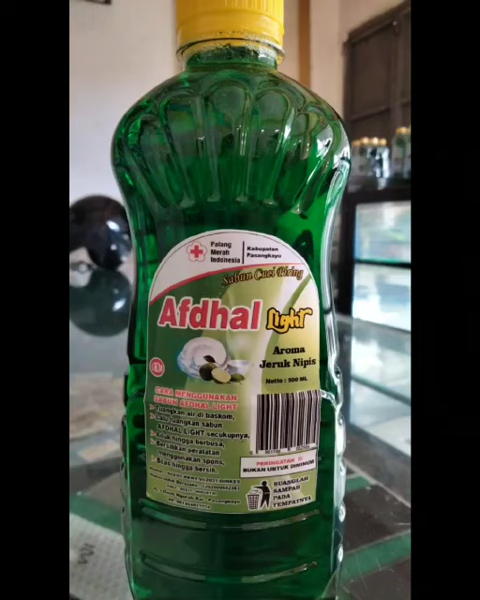 Palang
Merah
Indonesia
Kabupaten
Pasangkayu
Sabun Cuci Piring
Afdhal Light
Aroma
Jeruk Nipis
Netto : 500 ML
CARA MENGGUNAKAN
SABUN AFDHAL LIGHT
Tuangkan air di baskom,
Lalu tuangkan sabun
AFDHAL LIGHT secukupnya,
hingga berbusa,
Bersihkan peralatan
menggunakan spons,
Bilas hingga bersih.
PERINGATAN
BUKAN UNTUK DIMINUM
BUANGLAH
SAMPAH
PADA
TEMPATNYA